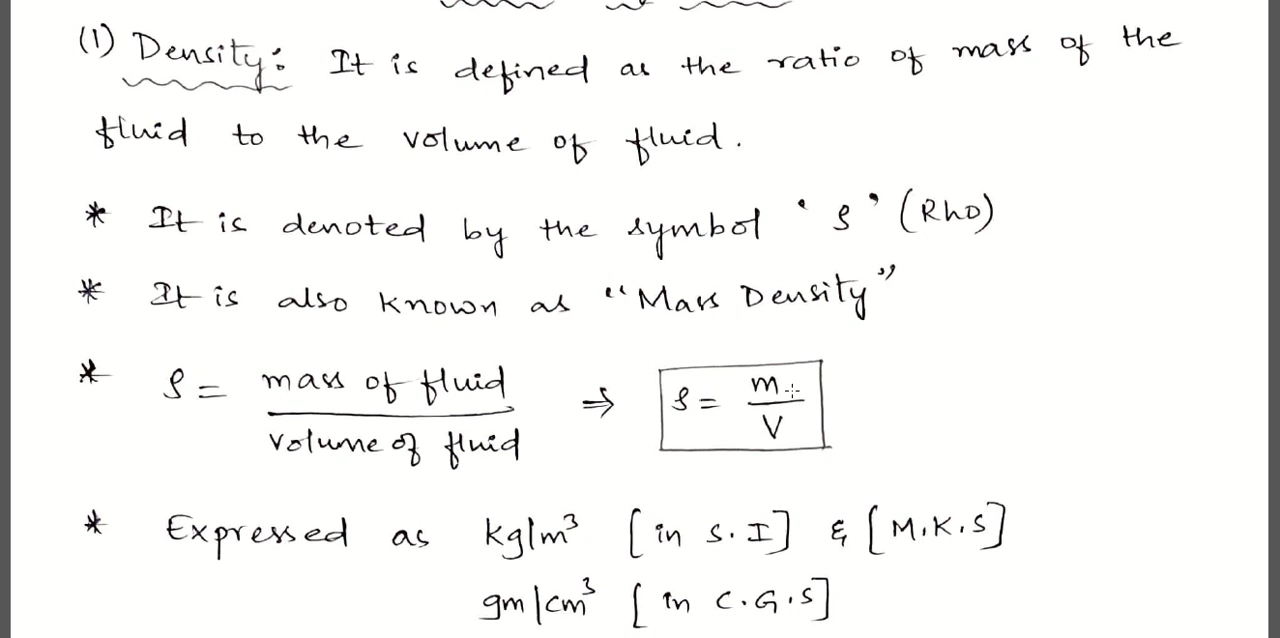 (1) Density: It is defined as the ratio of mass of the
fluid to the volume of fluid.
* It is denoted by the symbol 'ρ' (Rho)
* It is also known as "Mass Density"
* ρ = mass of fluid / volume of fluid ⇒ ρ = m / V
* Expressed as kg/m³ [in S.I] & [M.K.S]
gm/cm³ [in C.G.S]